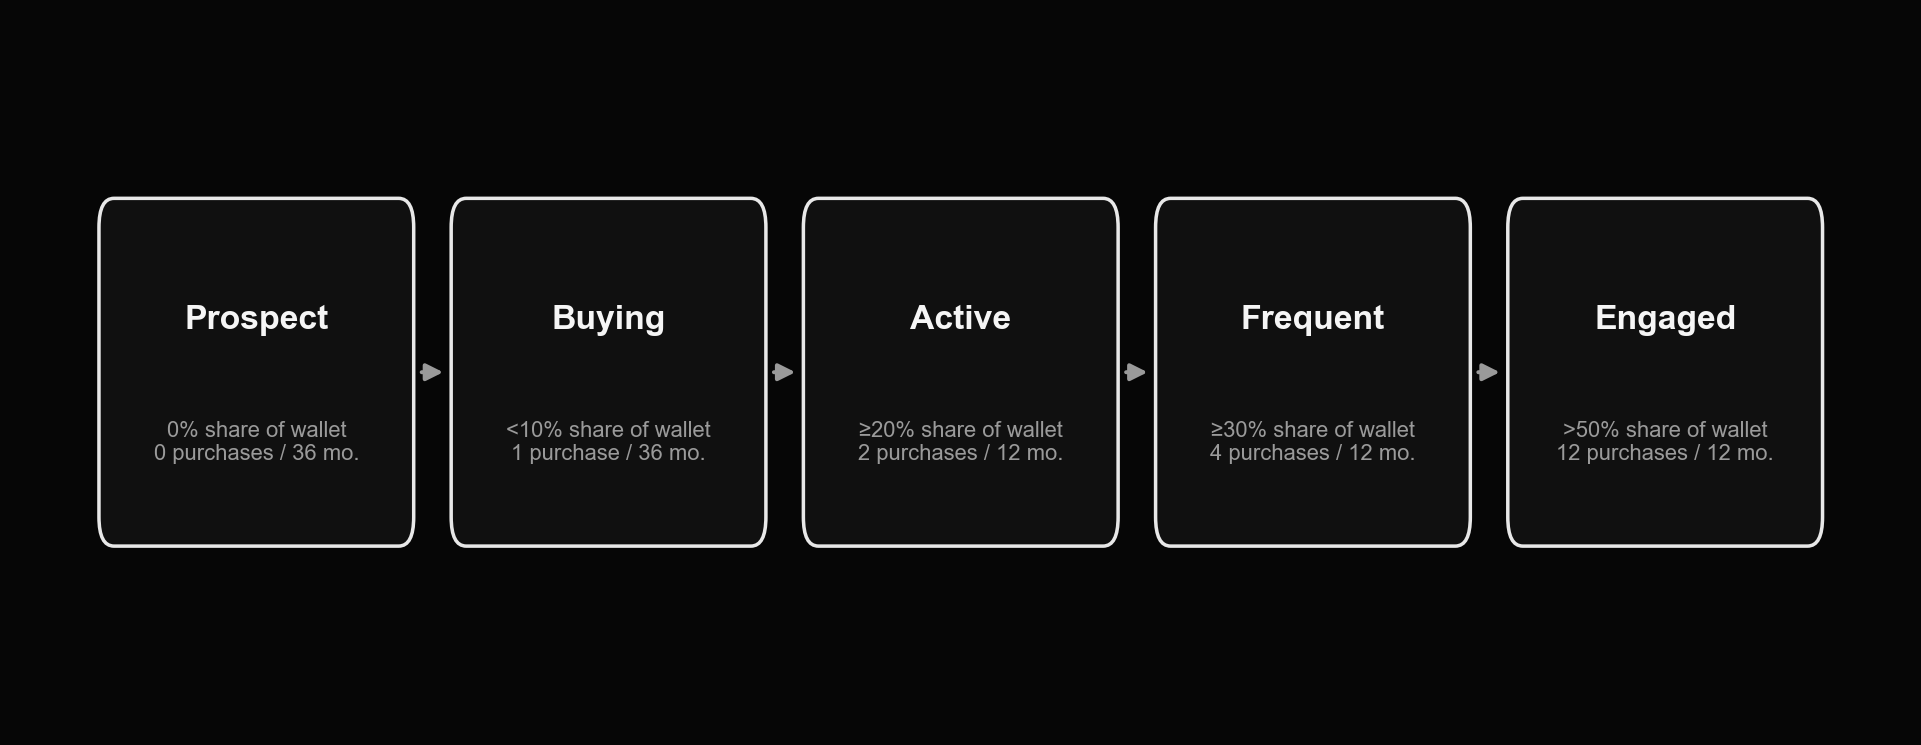 Prospect
0% share of wallet
0 purchases / 36 mo.
Buying
<10% share of wallet
1 purchase / 36 mo.
Active
≥20% share of wallet
2 purchases / 12 mo.
Frequent
≥30% share of wallet
4 purchases / 12 mo.
Engaged
>50% share of wallet
12 purchases / 12 mo.